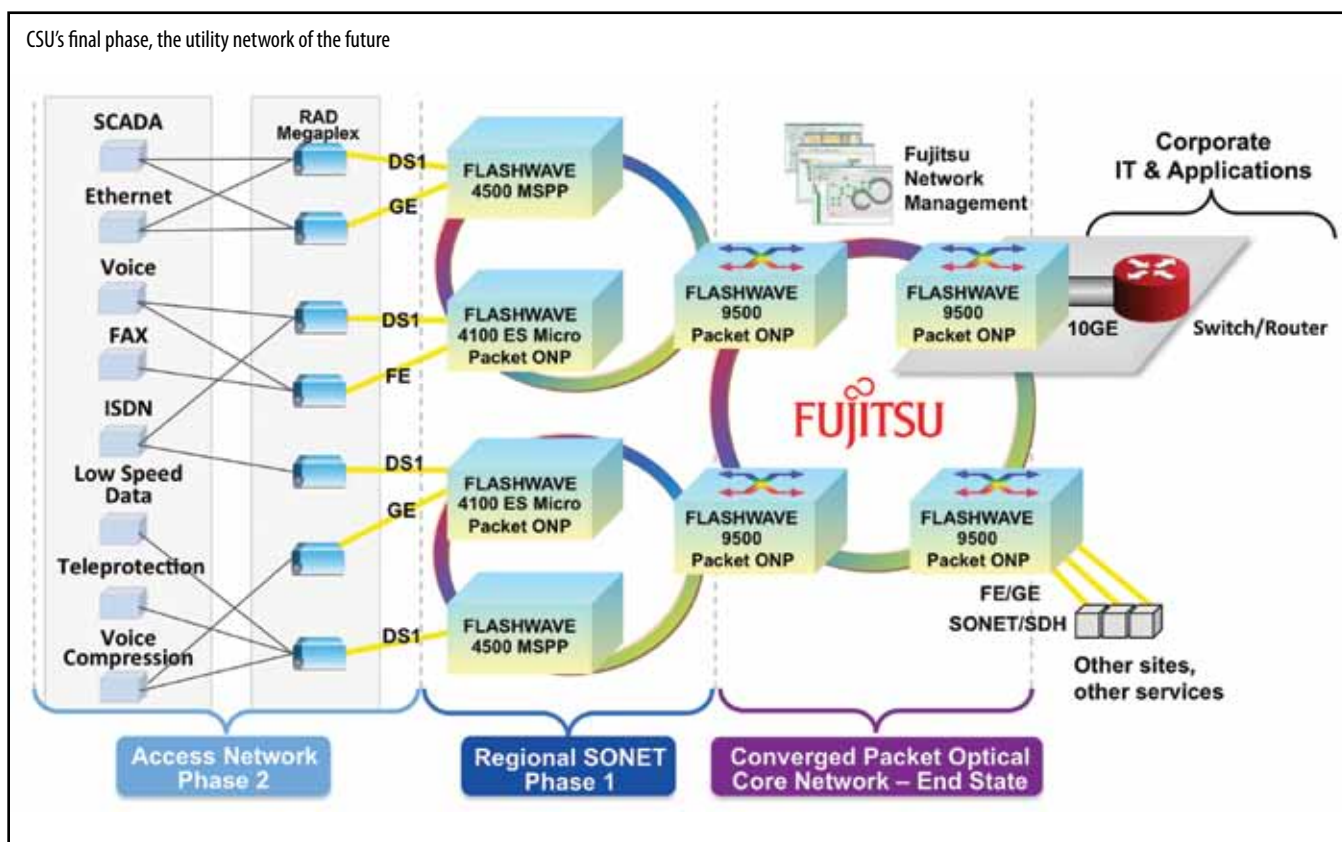 CSU's final phase, the utility network of the future
SCADA
Ethernet
Voice
FAX
ISDN
Low Speed
Data
Teleprotection
Voice
Compression
RAD
Megaplex
DS1
GE
DS1
FE
DS1
GE
DS1
FLASHWAVE
4500 MSPP
FLASHWAVE
4100 ES Micro
Packet ONP
FLASHWAVE
4100 ES Micro
Packet ONP
FLASHWAVE
4500 MSPP
Fujitsu
Network
Management
FLASHWAVE
9500
Packet ONP
FLASHWAVE
9500
Packet ONP
FUJITSU
FLASHWAVE
9500
Packet ONP
FLASHWAVE
9500
Packet ONP
Corporate
IT & Applications
10GE
Switch/Router
FE/GE
SONET/SDH
Other sites,
other services
Access Network
Phase 2
Regional SONET
Phase 1
Converged Packet Optical
Core Network – End State